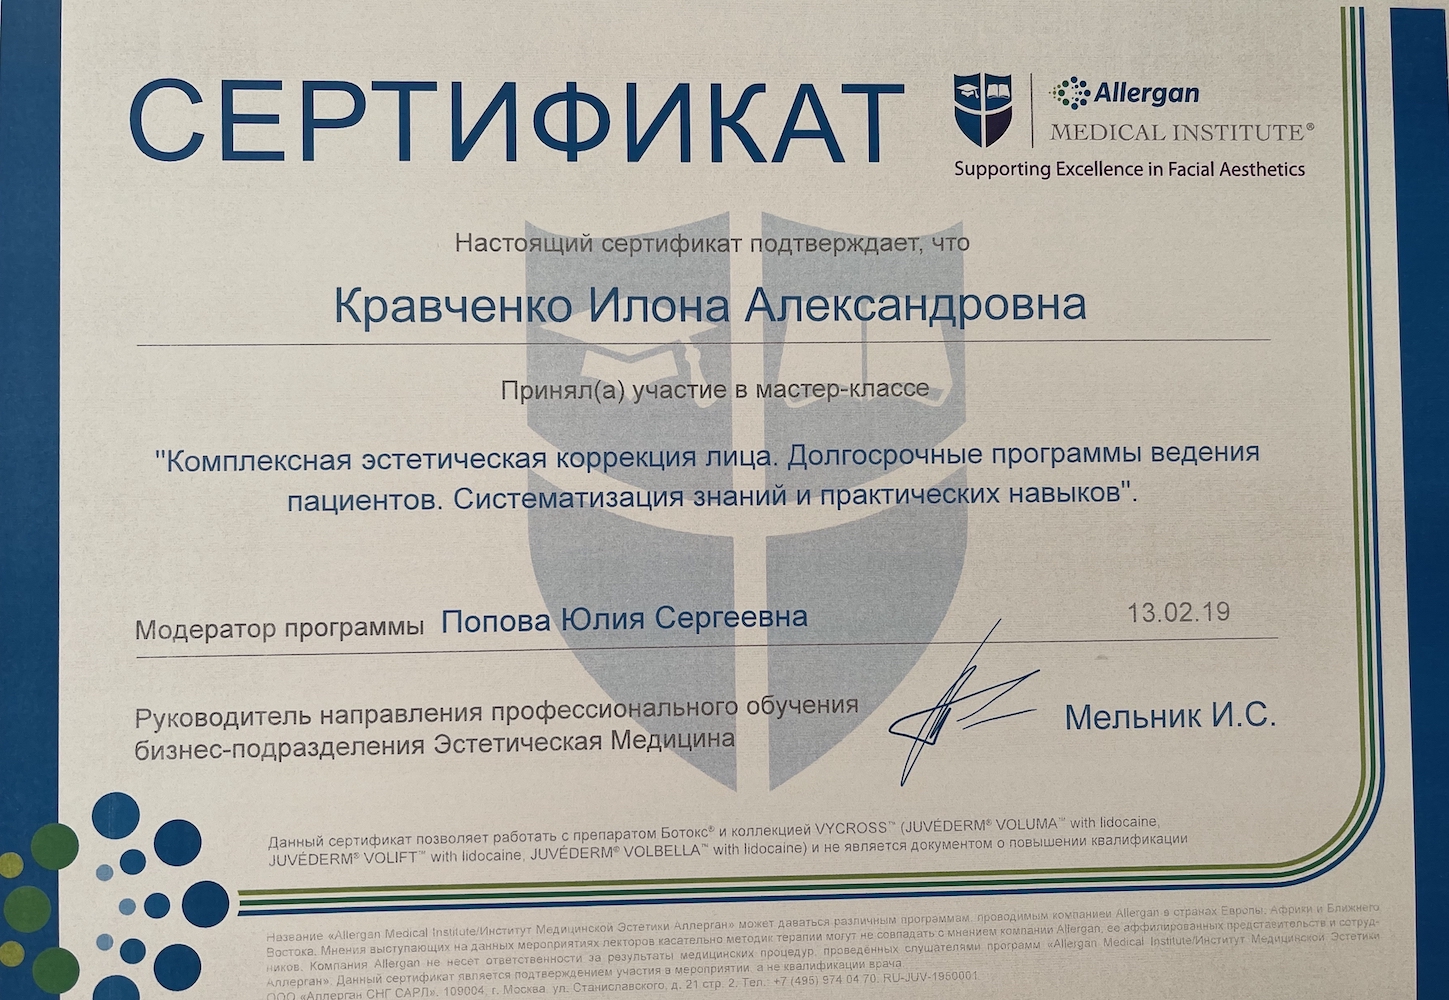 СЕРТИФИКАТ
Allergan
MEDICAL INSTITUTE®
Supporting Excellence in Facial Aesthetics
Настоящий сертификат подтверждает, что
Кравченко Илона Александровна
Принял(а) участие в мастер-классе
"Комплексная эстетическая коррекция лица. Долгосрочные программы ведения
пациентов. Систематизация знаний и практических навыков".
Модератор программы Попова Юлия Сергеевна 13.02.19
Руководитель направления профессионального обучения
бизнес-подразделения Эстетическая Медицина
Мельник И.С.
Данный сертификат позволяет работать с препаратом Ботокс® и коллекцией VYCROSS™ (JUVÉDERM® VOLUMA™ with lidocaine,
JUVÉDERM® VOLIFT™ with lidocaine, JUVÉDERM® VOLBELLA™ with lidocaine) и не является документом о повышении квалификации
Название «Allergan Medical Institute/Институт Медицинской Эстетики Аллерган» может даваться различным программам, проводимым компанией Allergan в странах Европы, Африки и Ближнего
Востока. Мнения выступающих на данных мероприятиях лекторов касательно методик терапии могут не совпадать с мнением компании Allergan, ее аффилированных представительств и сотруд-
ников. Компания Allergan не несет ответственности за результаты медицинских процедур, проведённых слушателями программ «Allergan Medical Institute/Институт Медицинской Эстетики
Аллерган». Данный сертификат является подтверждением участия в мероприятии, а не квалификации врача.
ООО «Аллерган СНГ САРЛ», 109004, г. Москва, ул. Станиславского, д. 21 стр. 2. Тел.: +7 (495) 974 04 70. RU-JUV-1950001